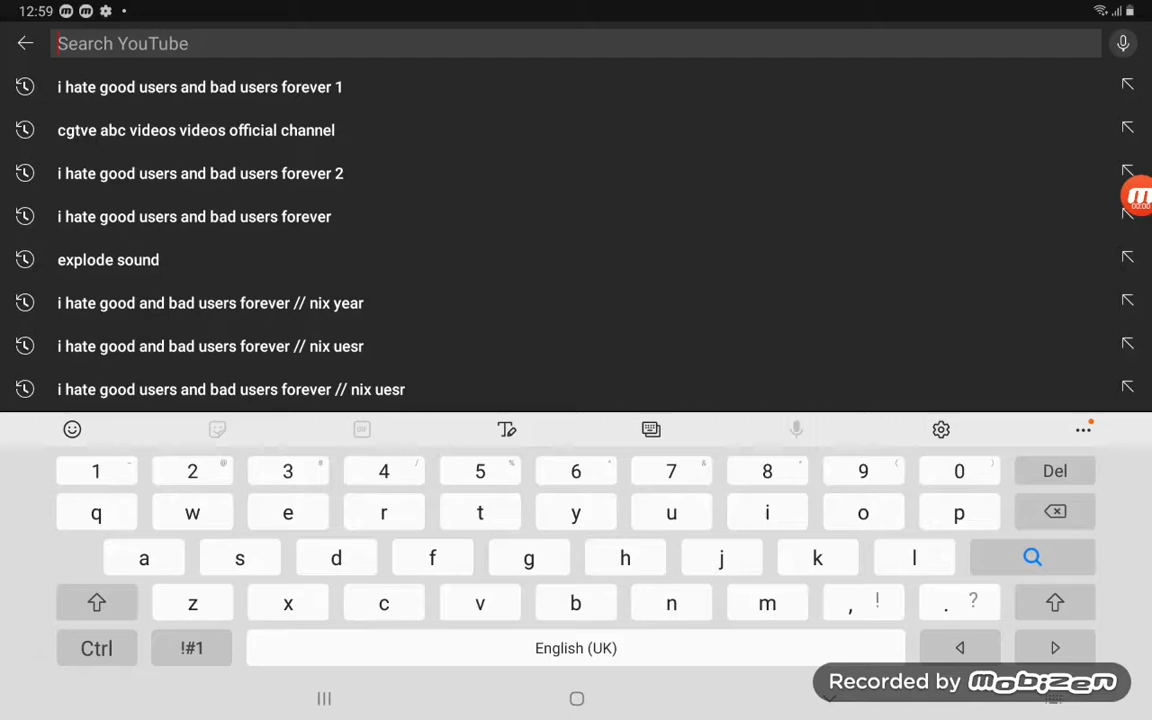 12:59
Search YouTube
i hate good users and bad users forever 1
cgtve abc videos videos official channel
i hate good users and bad users forever 2
i hate good users and bad users forever
explode sound
i hate good and bad users forever // nix year
i hate good and bad users forever // nix uesr
i hate good users and bad users forever // nix uesr
00:00
GIF
1 2 3 4 5 6 7 8 9 0 Del
q w e r t y u i o p
a s d f g h j k l
z x c v b n m , ! . ?
Ctrl !#1 English (UK)
Recorded by mobizen